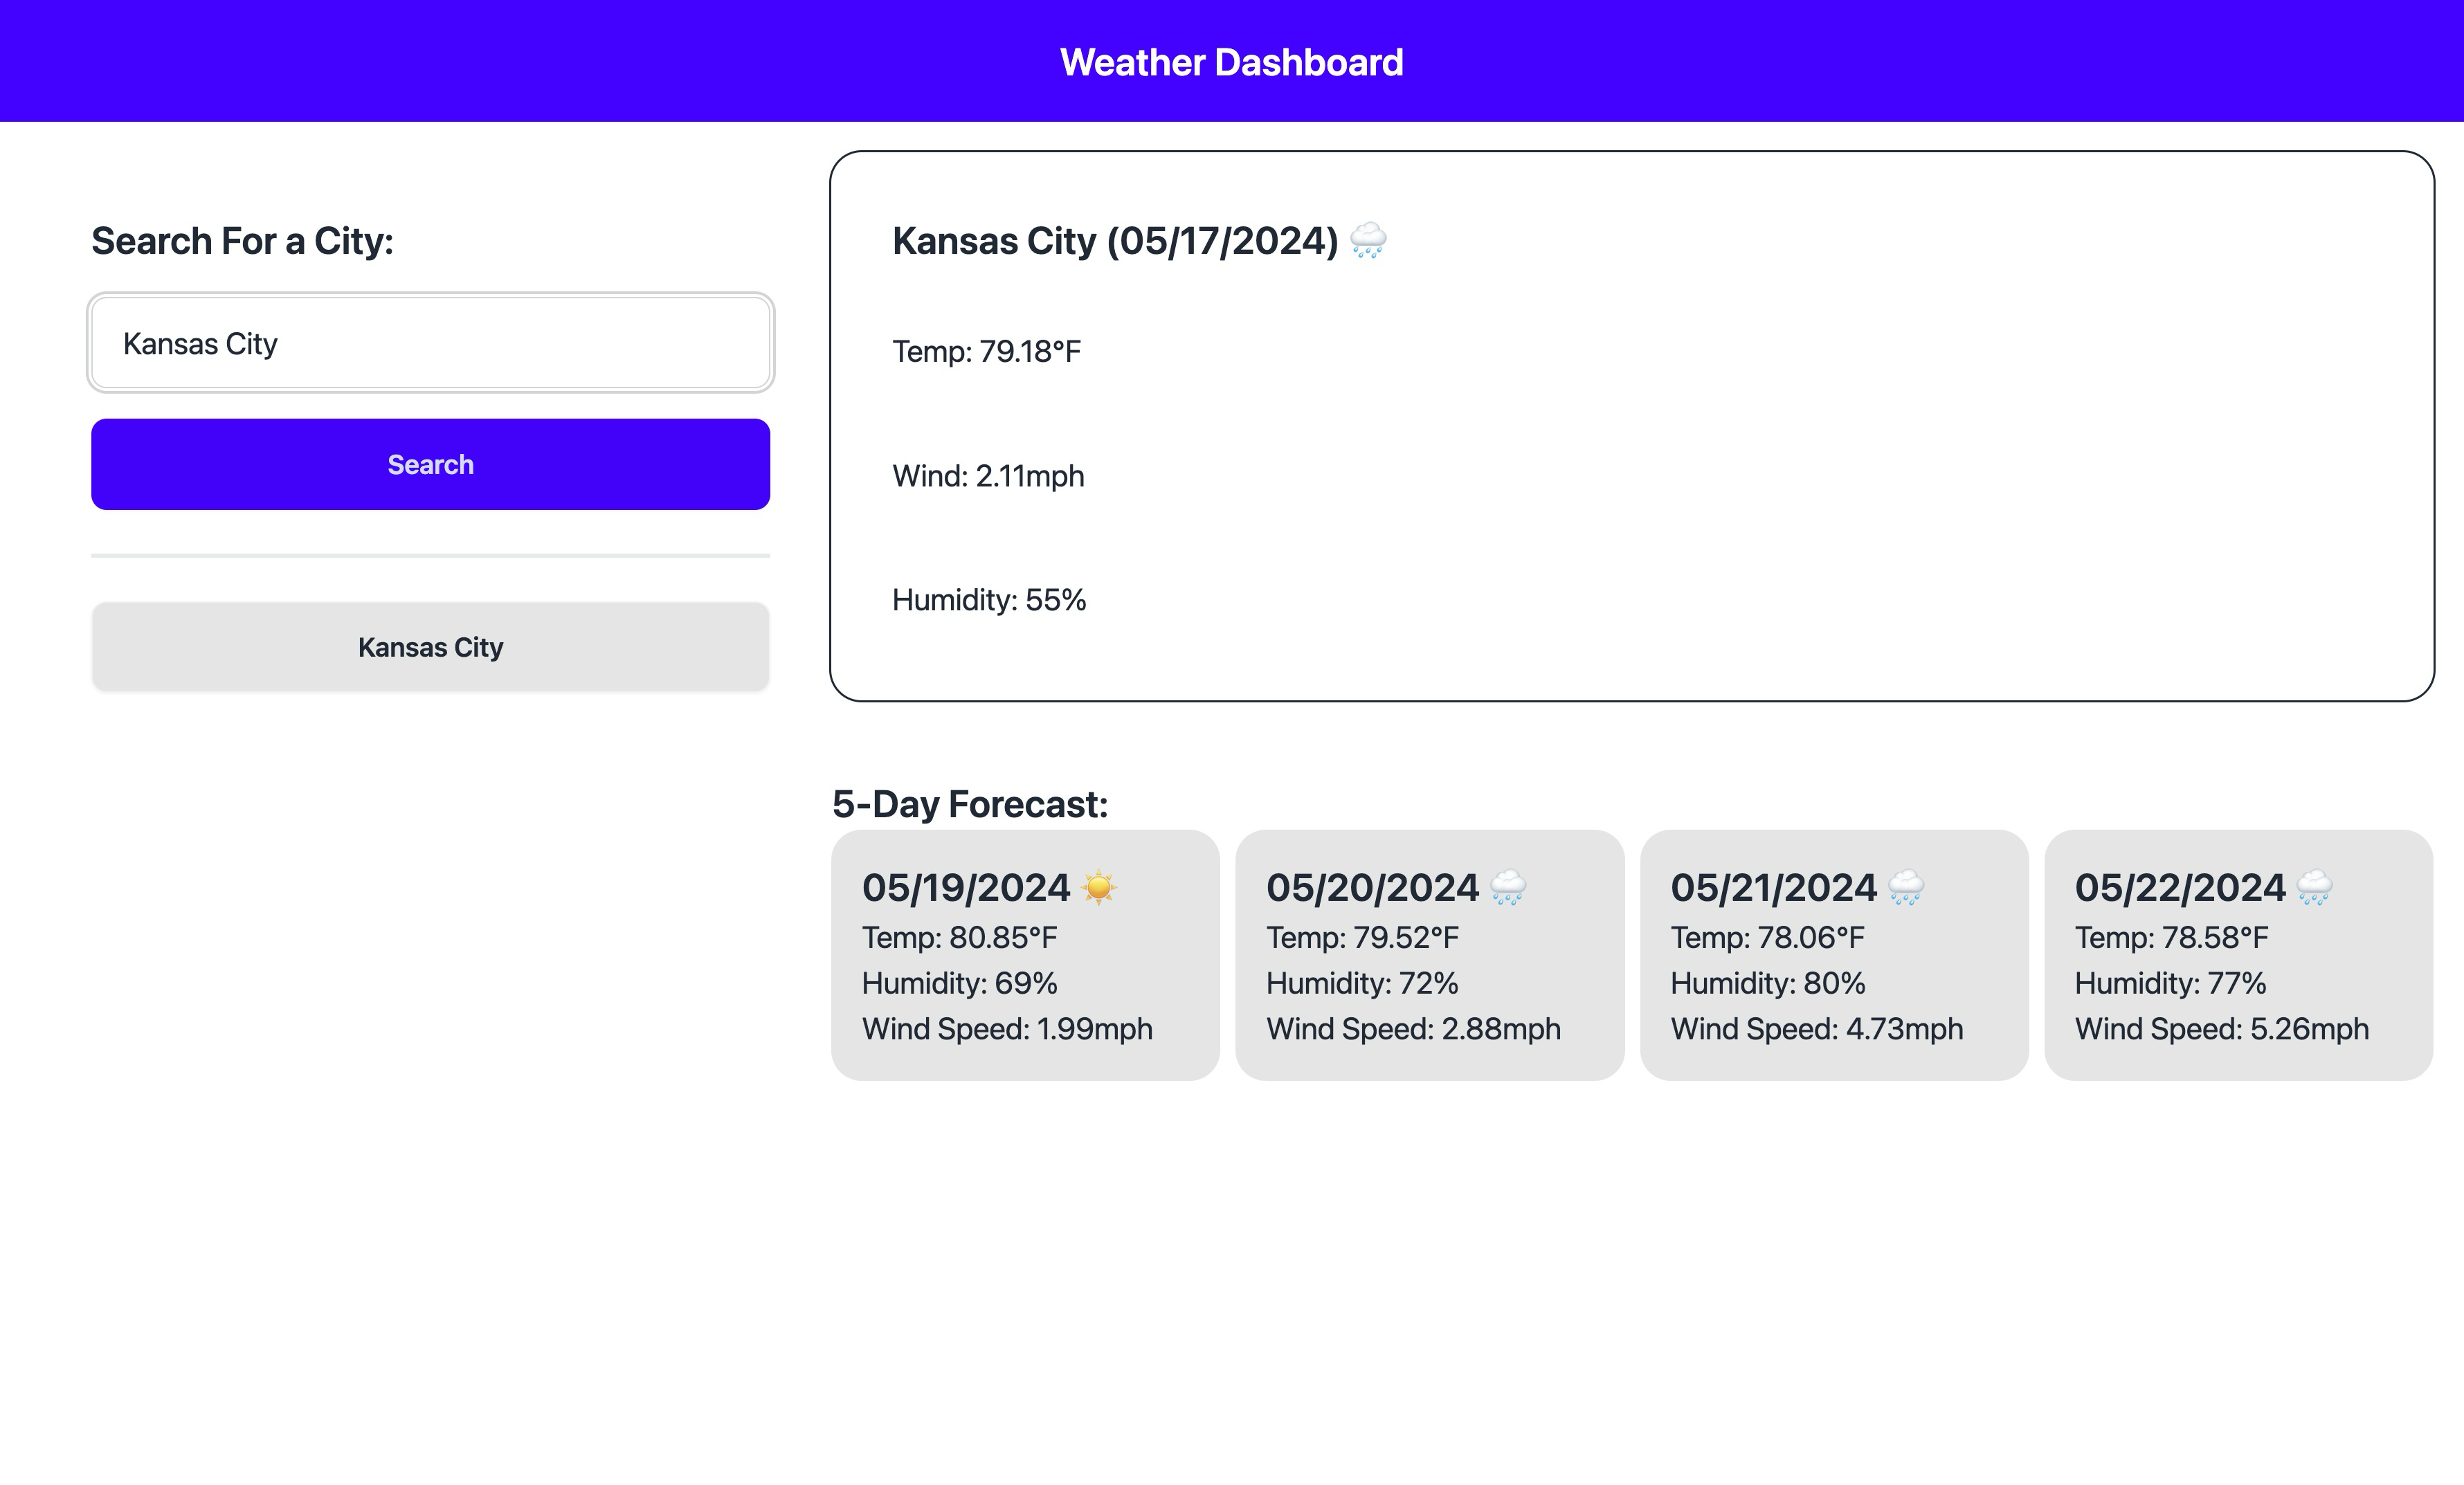 Weather Dashboard
Search For a City:
Kansas City
Search
Kansas City
Kansas City (05/17/2024) 🌧️
Temp: 79.18°F
Wind: 2.11mph
Humidity: 55%
5-Day Forecast:
05/19/2024 ☀️
Temp: 80.85°F
Humidity: 69%
Wind Speed: 1.99mph
05/20/2024 🌧️
Temp: 79.52°F
Humidity: 72%
Wind Speed: 2.88mph
05/21/2024 🌧️
Temp: 78.06°F
Humidity: 80%
Wind Speed: 4.73mph
05/22/2024 🌧️
Temp: 78.58°F
Humidity: 77%
Wind Speed: 5.26mph